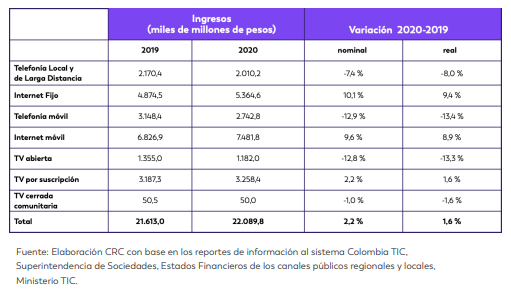 Ingresos
(miles de millones de pesos)
Variación 2020-2019
2019 2020 nominal real
Telefonía Local y
de Larga Distancia 2.170,4 2.010,2 -7,4 % -8,0 %
Internet Fijo 4.874,5 5.364,6 10,1 % 9,4 %
Telefonía móvil 3.148,4 2.742,8 -12,9 % -13,4 %
Internet móvil 6.826,9 7.481,8 9,6 % 8,9 %
TV abierta 1.355,0 1.182,0 -12,8 % -13,3 %
TV por suscripción 3.187,3 3.258,4 2,2 % 1,6 %
TV cerrada
comunitaria 50,5 50,0 -1,0 % -1,6 %
Total 21.613,0 22.089,8 2,2 % 1,6 %
Fuente: Elaboración CRC con base en los reportes de información al sistema Colombia TIC,
Superintendencia de Sociedades, Estados Financieros de los canales públicos regionales y locales,
Ministerio TIC.